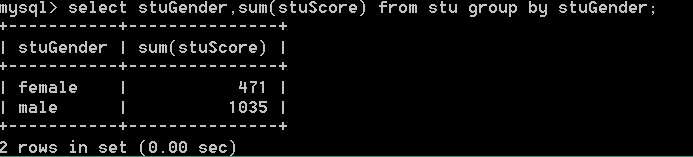 mysql> select stuGender,sum(stuScore) from stu group by stuGender;
+-----------+---------------+
| stuGender | sum(stuScore) |
+-----------+---------------+
| female    |           471 |
| male      |          1035 |
+-----------+---------------+
2 rows in set (0.00 sec)